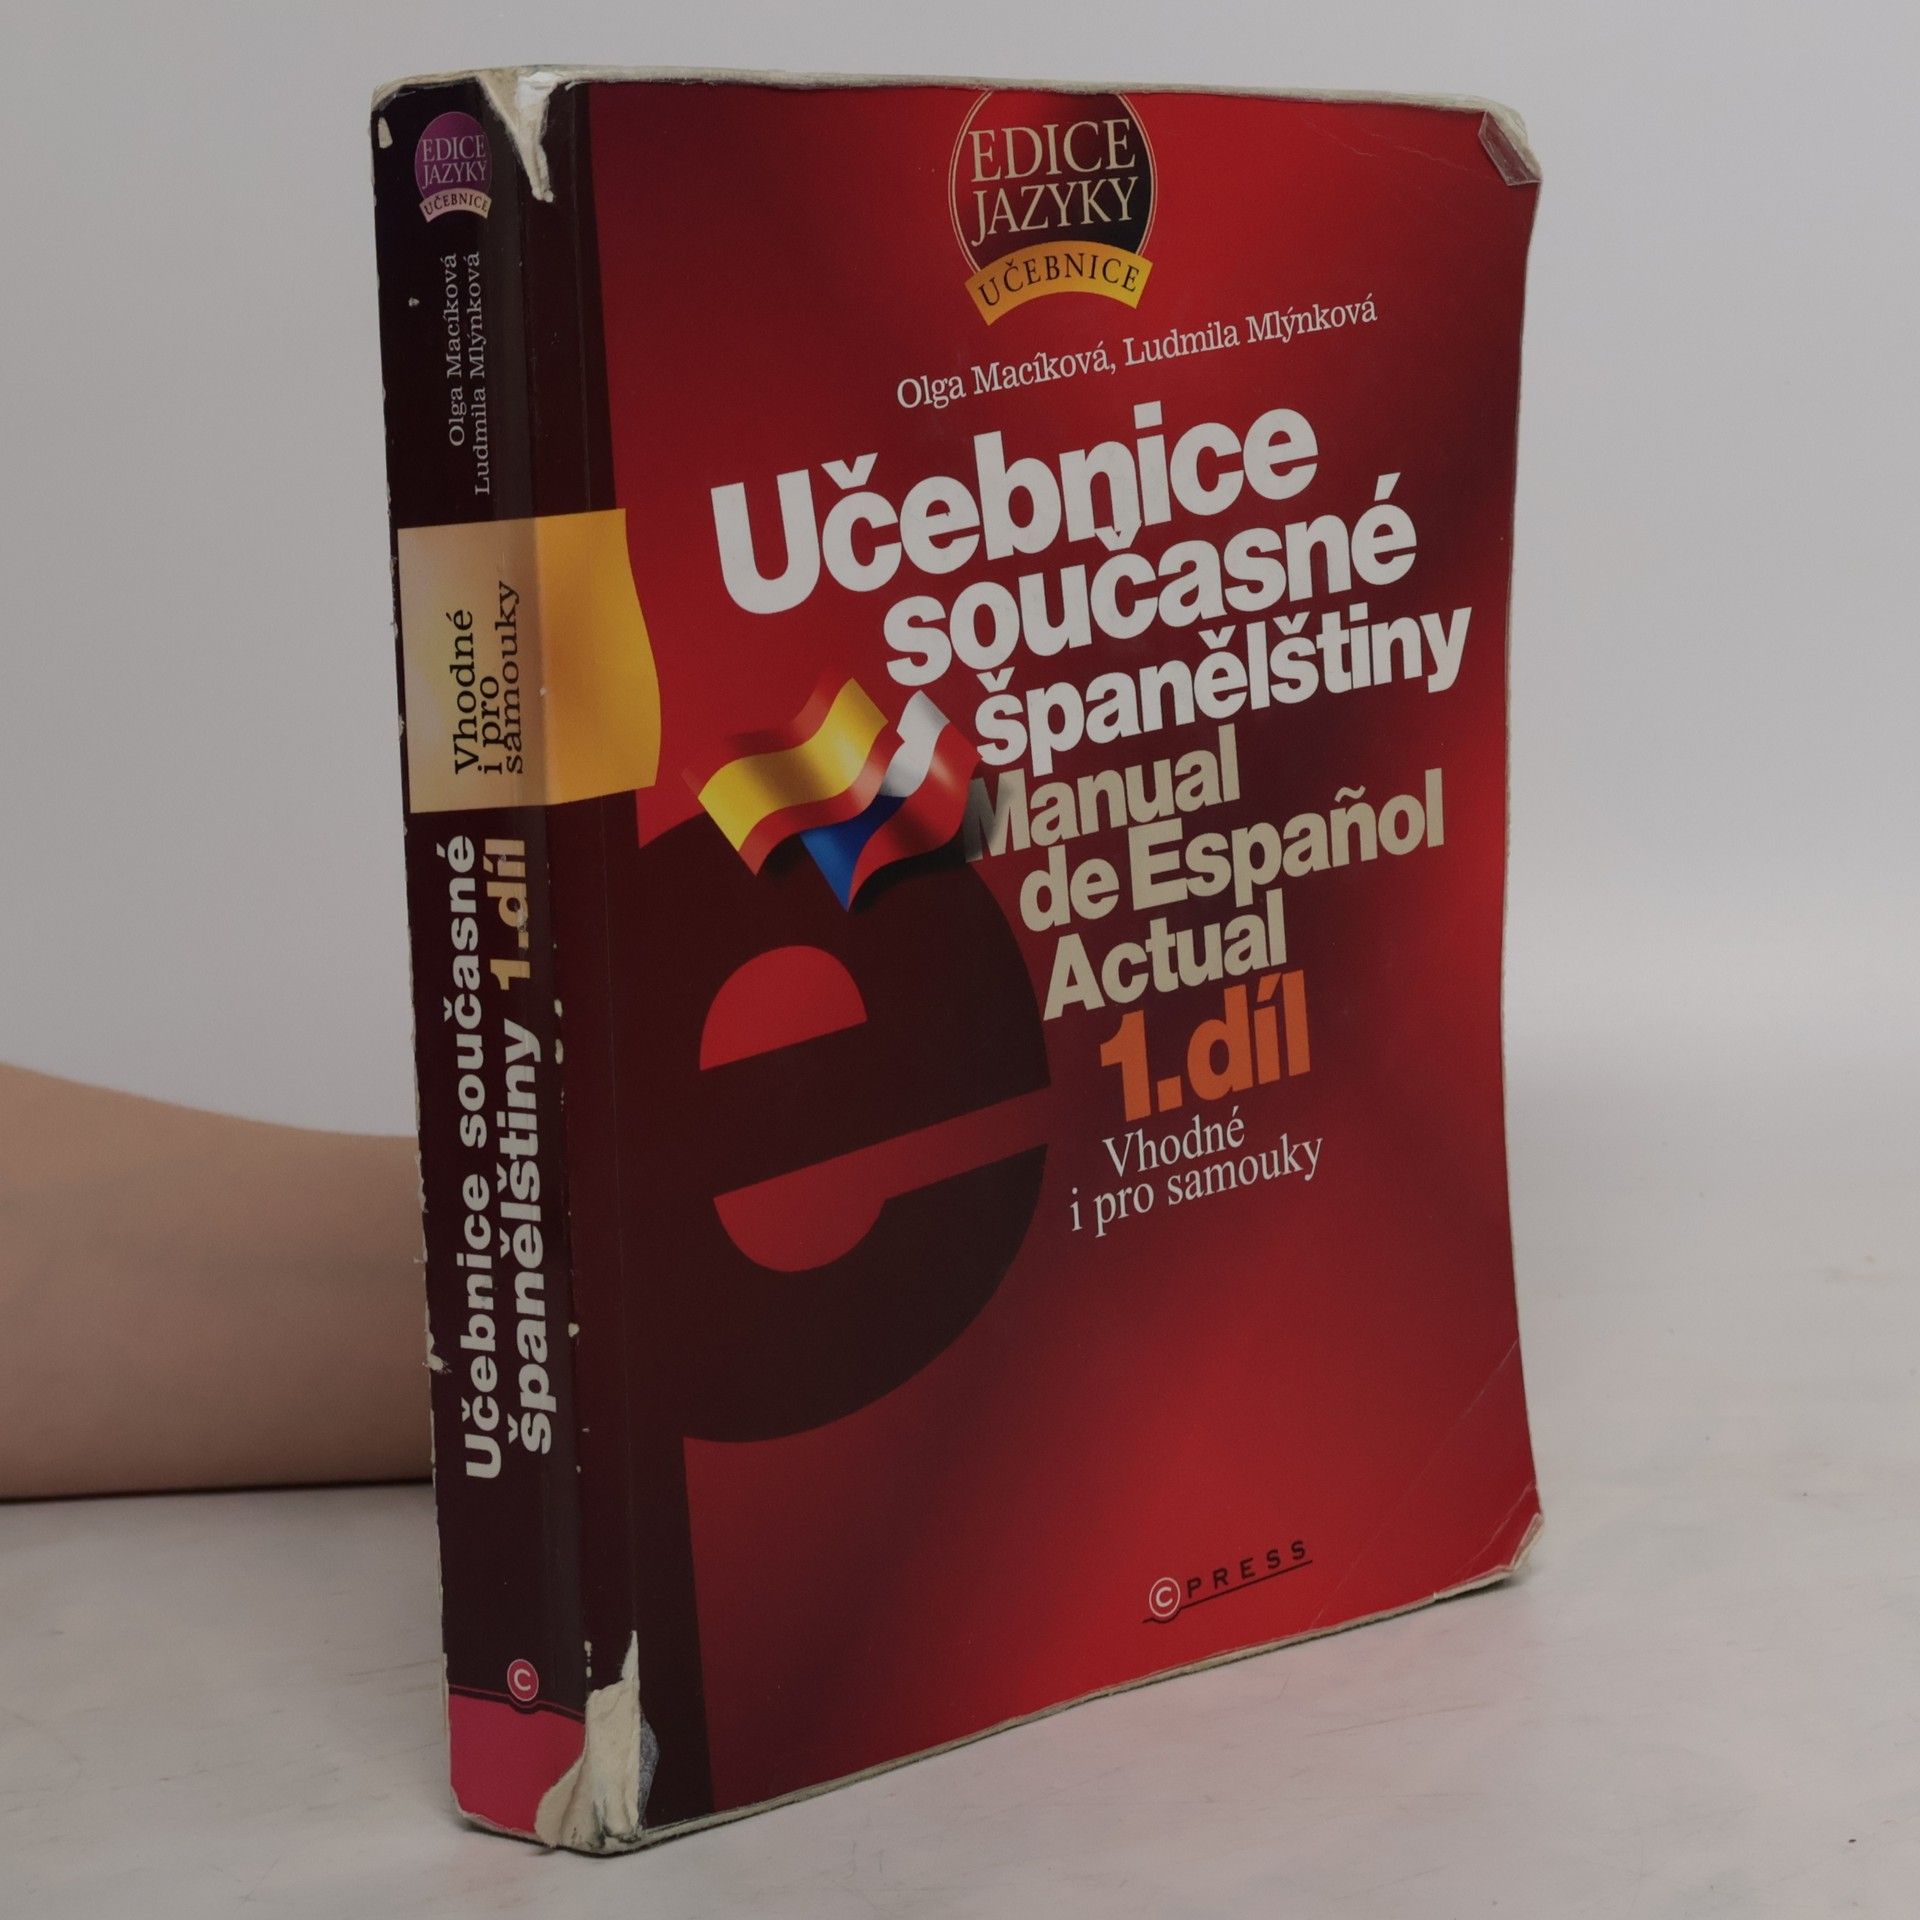 EDICE
JAZYKY
UČEBNICE
Olga Macíková
Ludmila Mlýnková
Vhodné
i pro
samouky
Učebnice současné
španělštiny 1.díl
C
EDICE
JAZYKY
UČEBNICE
Olga Macíková, Ludmila Mlýnková
Učebnice
současné
španělštiny
Manual
de Español
Actual
1.díl
Vhodné
i pro samouky
C PRESS